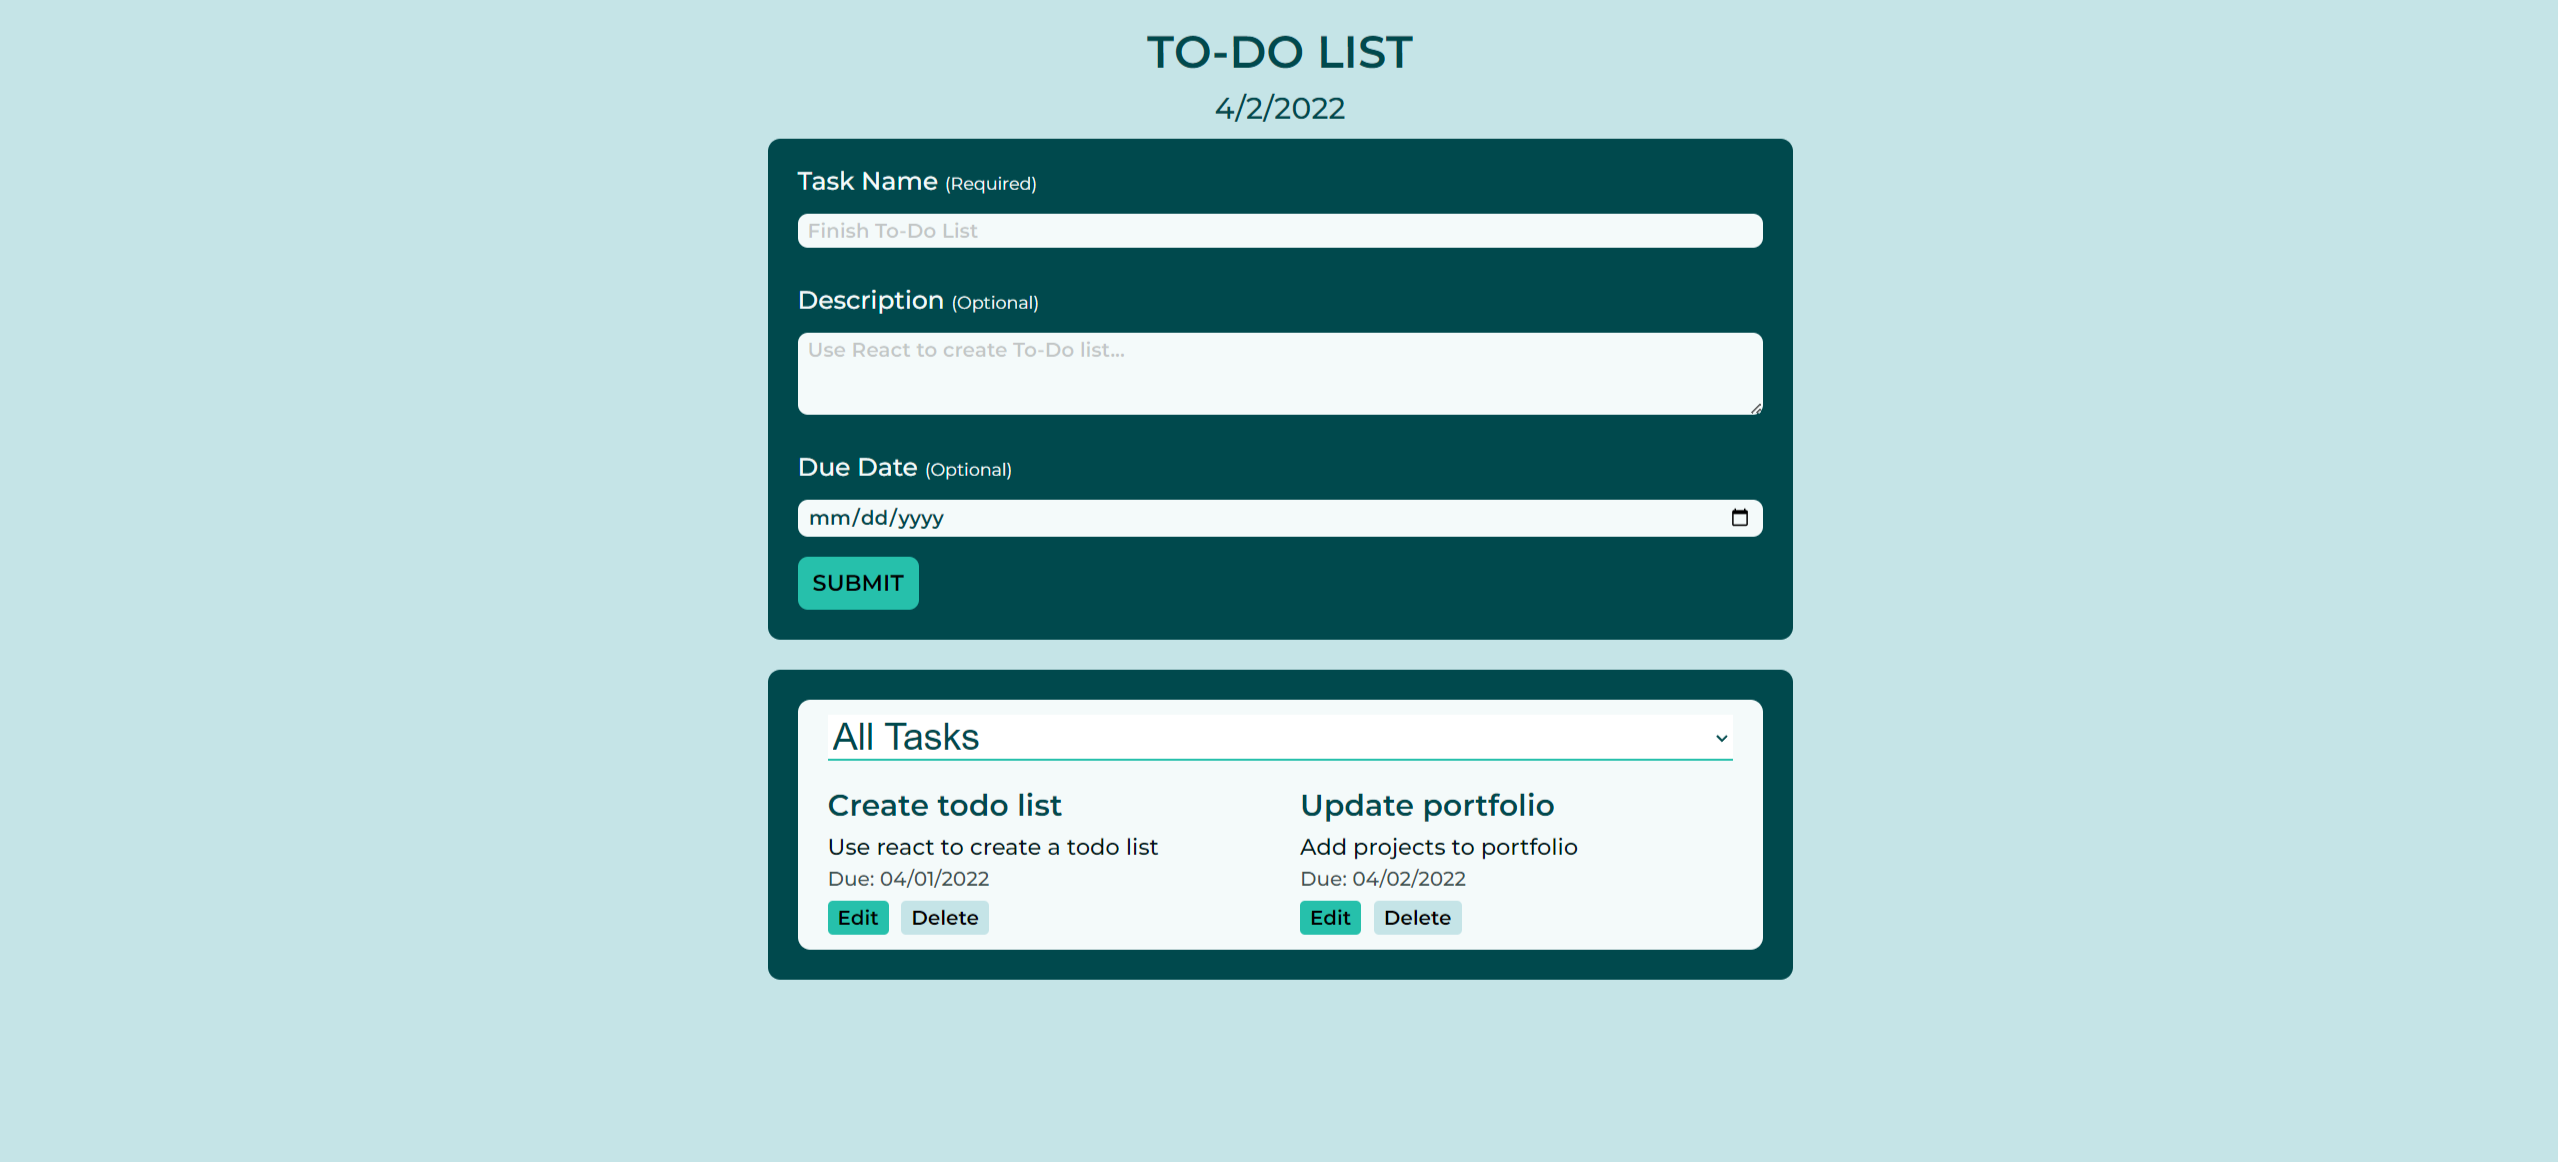 TO-DO LIST
4/2/2022
Task Name (Required)
Finish To-Do List
Description (Optional)
Use React to create To-Do list...
Due Date (Optional)
mm/dd/yyyy
SUBMIT
All Tasks
Create todo list
Use react to create a todo list
Due: 04/01/2022
Edit Delete
Update portfolio
Add projects to portfolio
Due: 04/02/2022
Edit Delete